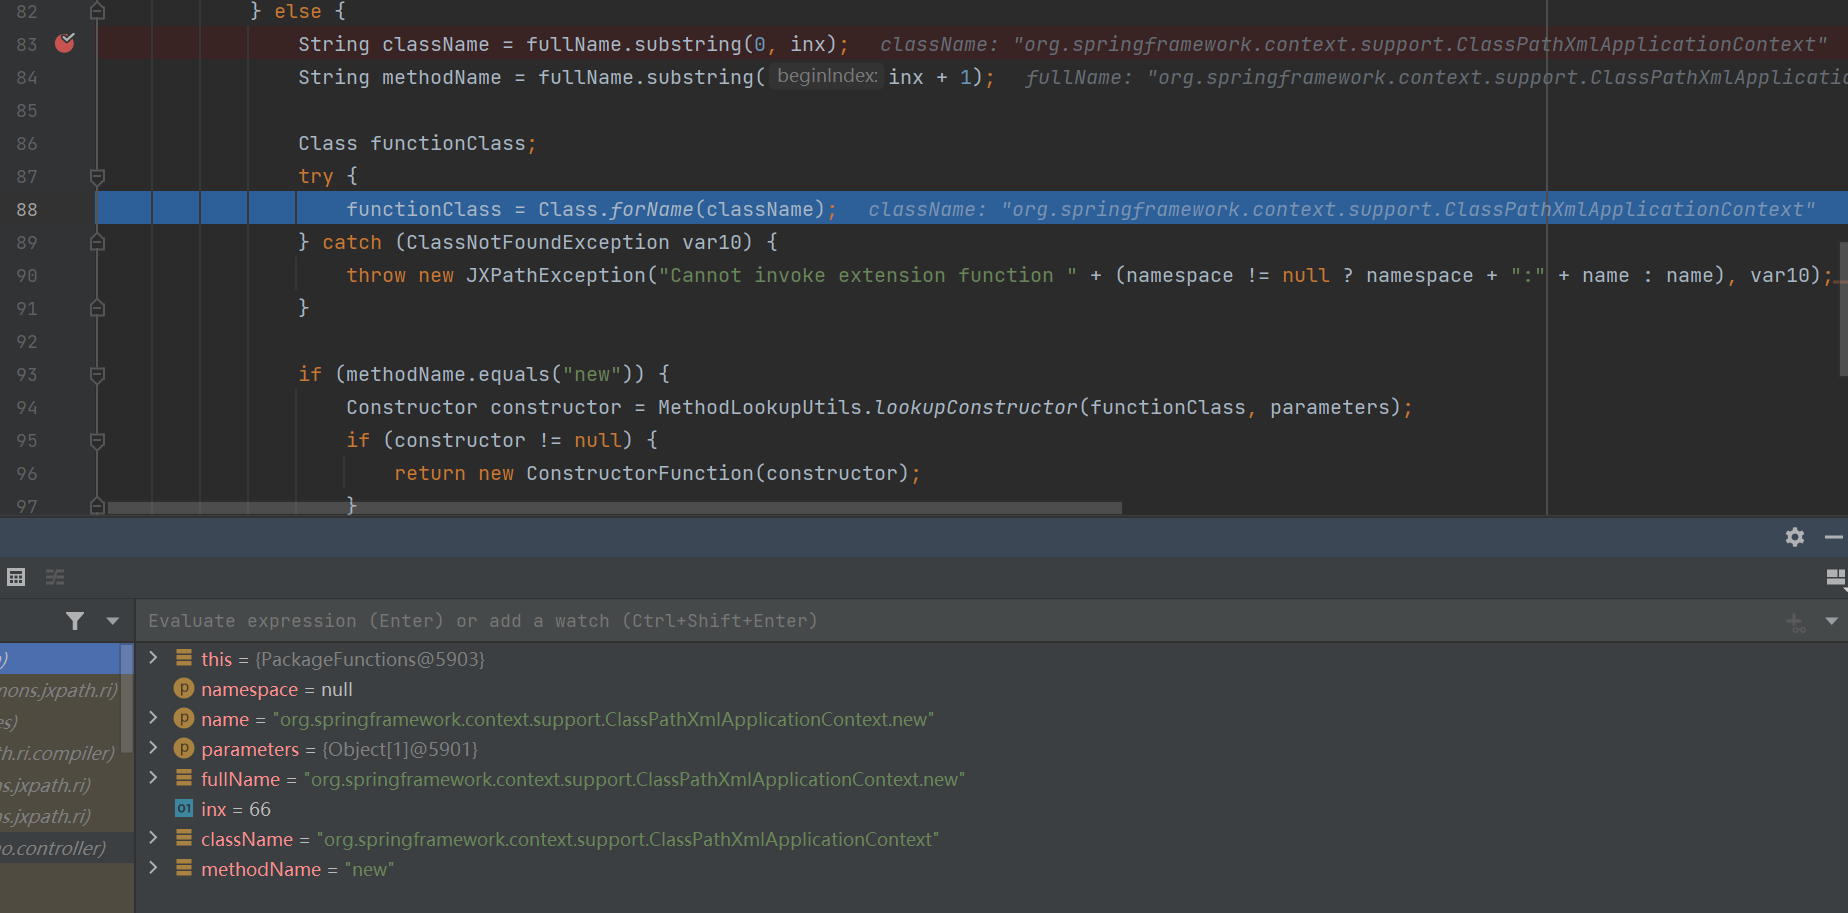 82 } else {
83 String className = fullName.substring(0, inx); className: "org.springframework.context.support.ClassPathXmlApplicationContext"
84 String methodName = fullName.substring( beginIndex: inx + 1); fullName: "org.springframework.context.support.ClassPathXmlApplicatio
85
86 Class functionClass;
87 try {
88 functionClass = Class.forName(className); className: "org.springframework.context.support.ClassPathXmlApplicationContext"
89 } catch (ClassNotFoundException var10) {
90 throw new JXPathException("Cannot invoke extension function " + (namespace != null ? namespace + ":" + name : name), var10);
91 }
92
93 if (methodName.equals("new")) {
94 Constructor constructor = MethodLookupUtils.lookupConstructor(functionClass, parameters);
95 if (constructor != null) {
96 return new ConstructorFunction(constructor);
97 }
Evaluate expression (Enter) or add a watch (Ctrl+Shift+Enter)
this = {PackageFunctions@5903}
mons.jxpath.ri)
p namespace = null
es)
p name = "org.springframework.context.support.ClassPathXmlApplicationContext.new"
th.ri.compiler)
p parameters = {Object[1]@5901}
ns.jxpath.ri)
fullName = "org.springframework.context.support.ClassPathXmlApplicationContext.new"
ns.jxpath.ri)
01 inx = 66
o.controller)
className = "org.springframework.context.support.ClassPathXmlApplicationContext"
methodName = "new"